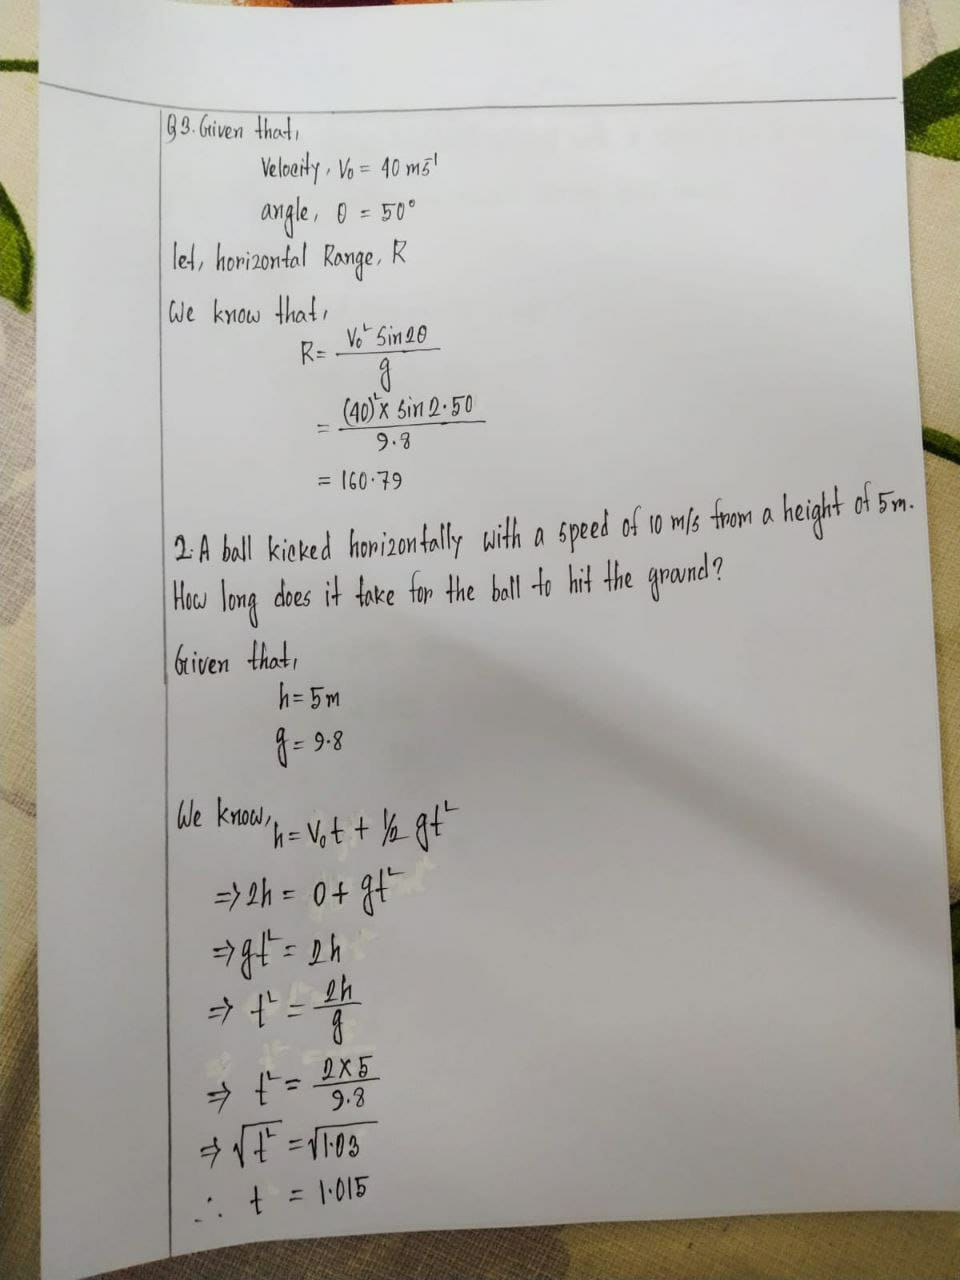 Q3. Given that,
Velocity, V₀ = 40 ms⁻¹
angle, θ = 50°
let, horizontal Range, R
We know that,
R = V₀² Sin2θ / g
= (40)² × Sin 2·50 / 9.8
= 160.79
2. A ball kicked horizontally with a speed of 10 m/s from a height of 5m.
How long does it take for the ball to hit the ground?
Given that,
h = 5m
g = 9.8
We know,
h = V₀t + ½ gt²
⇒ 2h = 0 + gt²
⇒ gt² = 2h
⇒ t² = 2h / g
⇒ t² = 2×5 / 9.8
⇒ √t² = √1.03
∴ t = 1.015